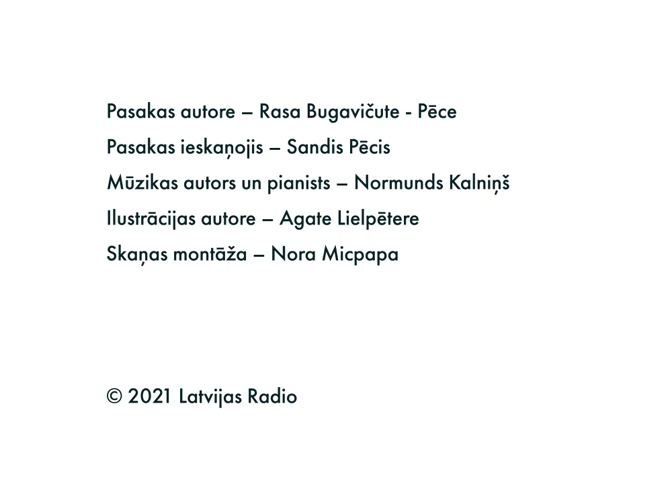 Pasakas autore – Rasa Bugavičute - Pēce
Pasakas ieskaņojis – Sandis Pēcis
Mūzikas autors un pianists – Normunds Kalniņš
Ilustrācijas autore – Agate Lielpētere
Skaņas montāža – Nora Micpapa
© 2021 Latvijas Radio